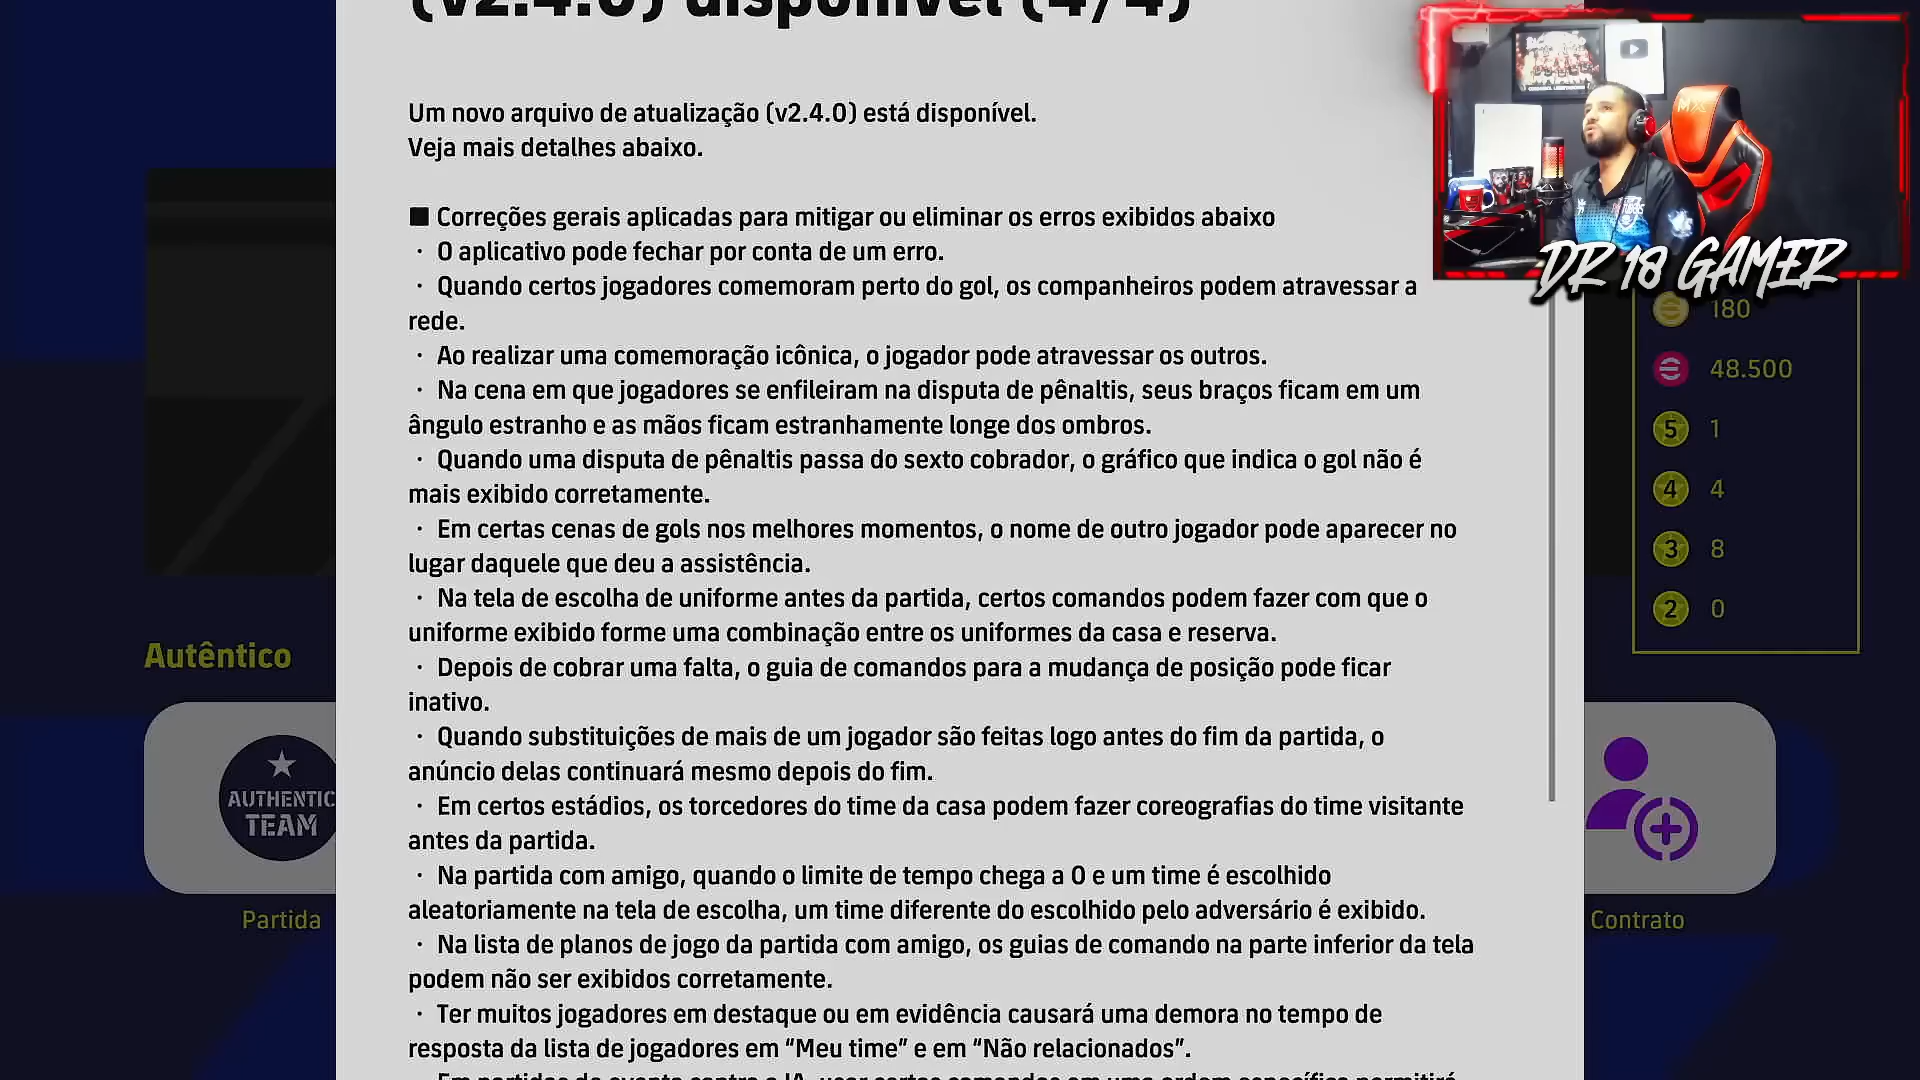 (v2.4.0) disponível (4/4)
Um novo arquivo de atualização (v2.4.0) está disponível.
Veja mais detalhes abaixo.
■ Correções gerais aplicadas para mitigar ou eliminar os erros exibidos abaixo
・ O aplicativo pode fechar por conta de um erro.
・ Quando certos jogadores comemoram perto do gol, os companheiros podem atravessar a
rede.
・ Ao realizar uma comemoração icônica, o jogador pode atravessar os outros.
・ Na cena em que jogadores se enfileiram na disputa de pênaltis, seus braços ficam em um
ângulo estranho e as mãos ficam estranhamente longe dos ombros.
・ Quando uma disputa de pênaltis passa do sexto cobrador, o gráfico que indica o gol não é
mais exibido corretamente.
・ Em certas cenas de gols nos melhores momentos, o nome de outro jogador pode aparecer no
lugar daquele que deu a assistência.
・ Na tela de escolha de uniforme antes da partida, certos comandos podem fazer com que o
uniforme exibido forme uma combinação entre os uniformes da casa e reserva.
・ Depois de cobrar uma falta, o guia de comandos para a mudança de posição pode ficar
inativo.
・ Quando substituições de mais de um jogador são feitas logo antes do fim da partida, o
anúncio delas continuará mesmo depois do fim.
・ Em certos estádios, os torcedores do time da casa podem fazer coreografias do time visitante
antes da partida.
・ Na partida com amigo, quando o limite de tempo chega a 0 e um time é escolhido
aleatoriamente na tela de escolha, um time diferente do escolhido pelo adversário é exibido.
・ Na lista de planos de jogo da partida com amigo, os guias de comando na parte inferior da tela
podem não ser exibidos corretamente.
・ Ter muitos jogadores em destaque ou em evidência causará uma demora no tempo de
resposta da lista de jogadores em “Meu time” e em “Não relacionados”.
・ Em partidas de evento contra a IA, usar certos comandos em uma ordem específica permitirá
DR 18 GAMER
180
48.500
5 1
4 4
3 8
2 0
Autêntico
AUTHENTIC
TEAM
Partida
Contrato